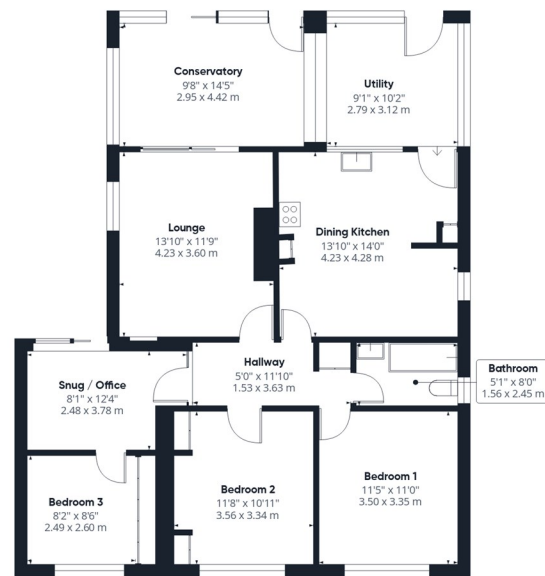 Conservatory
9'8" x 14'5"
2.95 x 4.42 m
Utility
9'1" x 10'2"
2.79 x 3.12 m
Lounge
13'10" x 11'9"
4.23 x 3.60 m
Dining Kitchen
13'10" x 14'0"
4.23 x 4.28 m
Hallway
5'0" x 11'10"
1.53 x 3.63 m
Bathroom
5'1" x 8'0"
1.56 x 2.45 m
Snug / Office
8'1" x 12'4"
2.48 x 3.78 m
Bedroom 1
11'5" x 11'0"
3.50 x 3.35 m
Bedroom 2
11'8" x 10'11"
3.56 x 3.34 m
Bedroom 3
8'2" x 8'6"
2.49 x 2.60 m